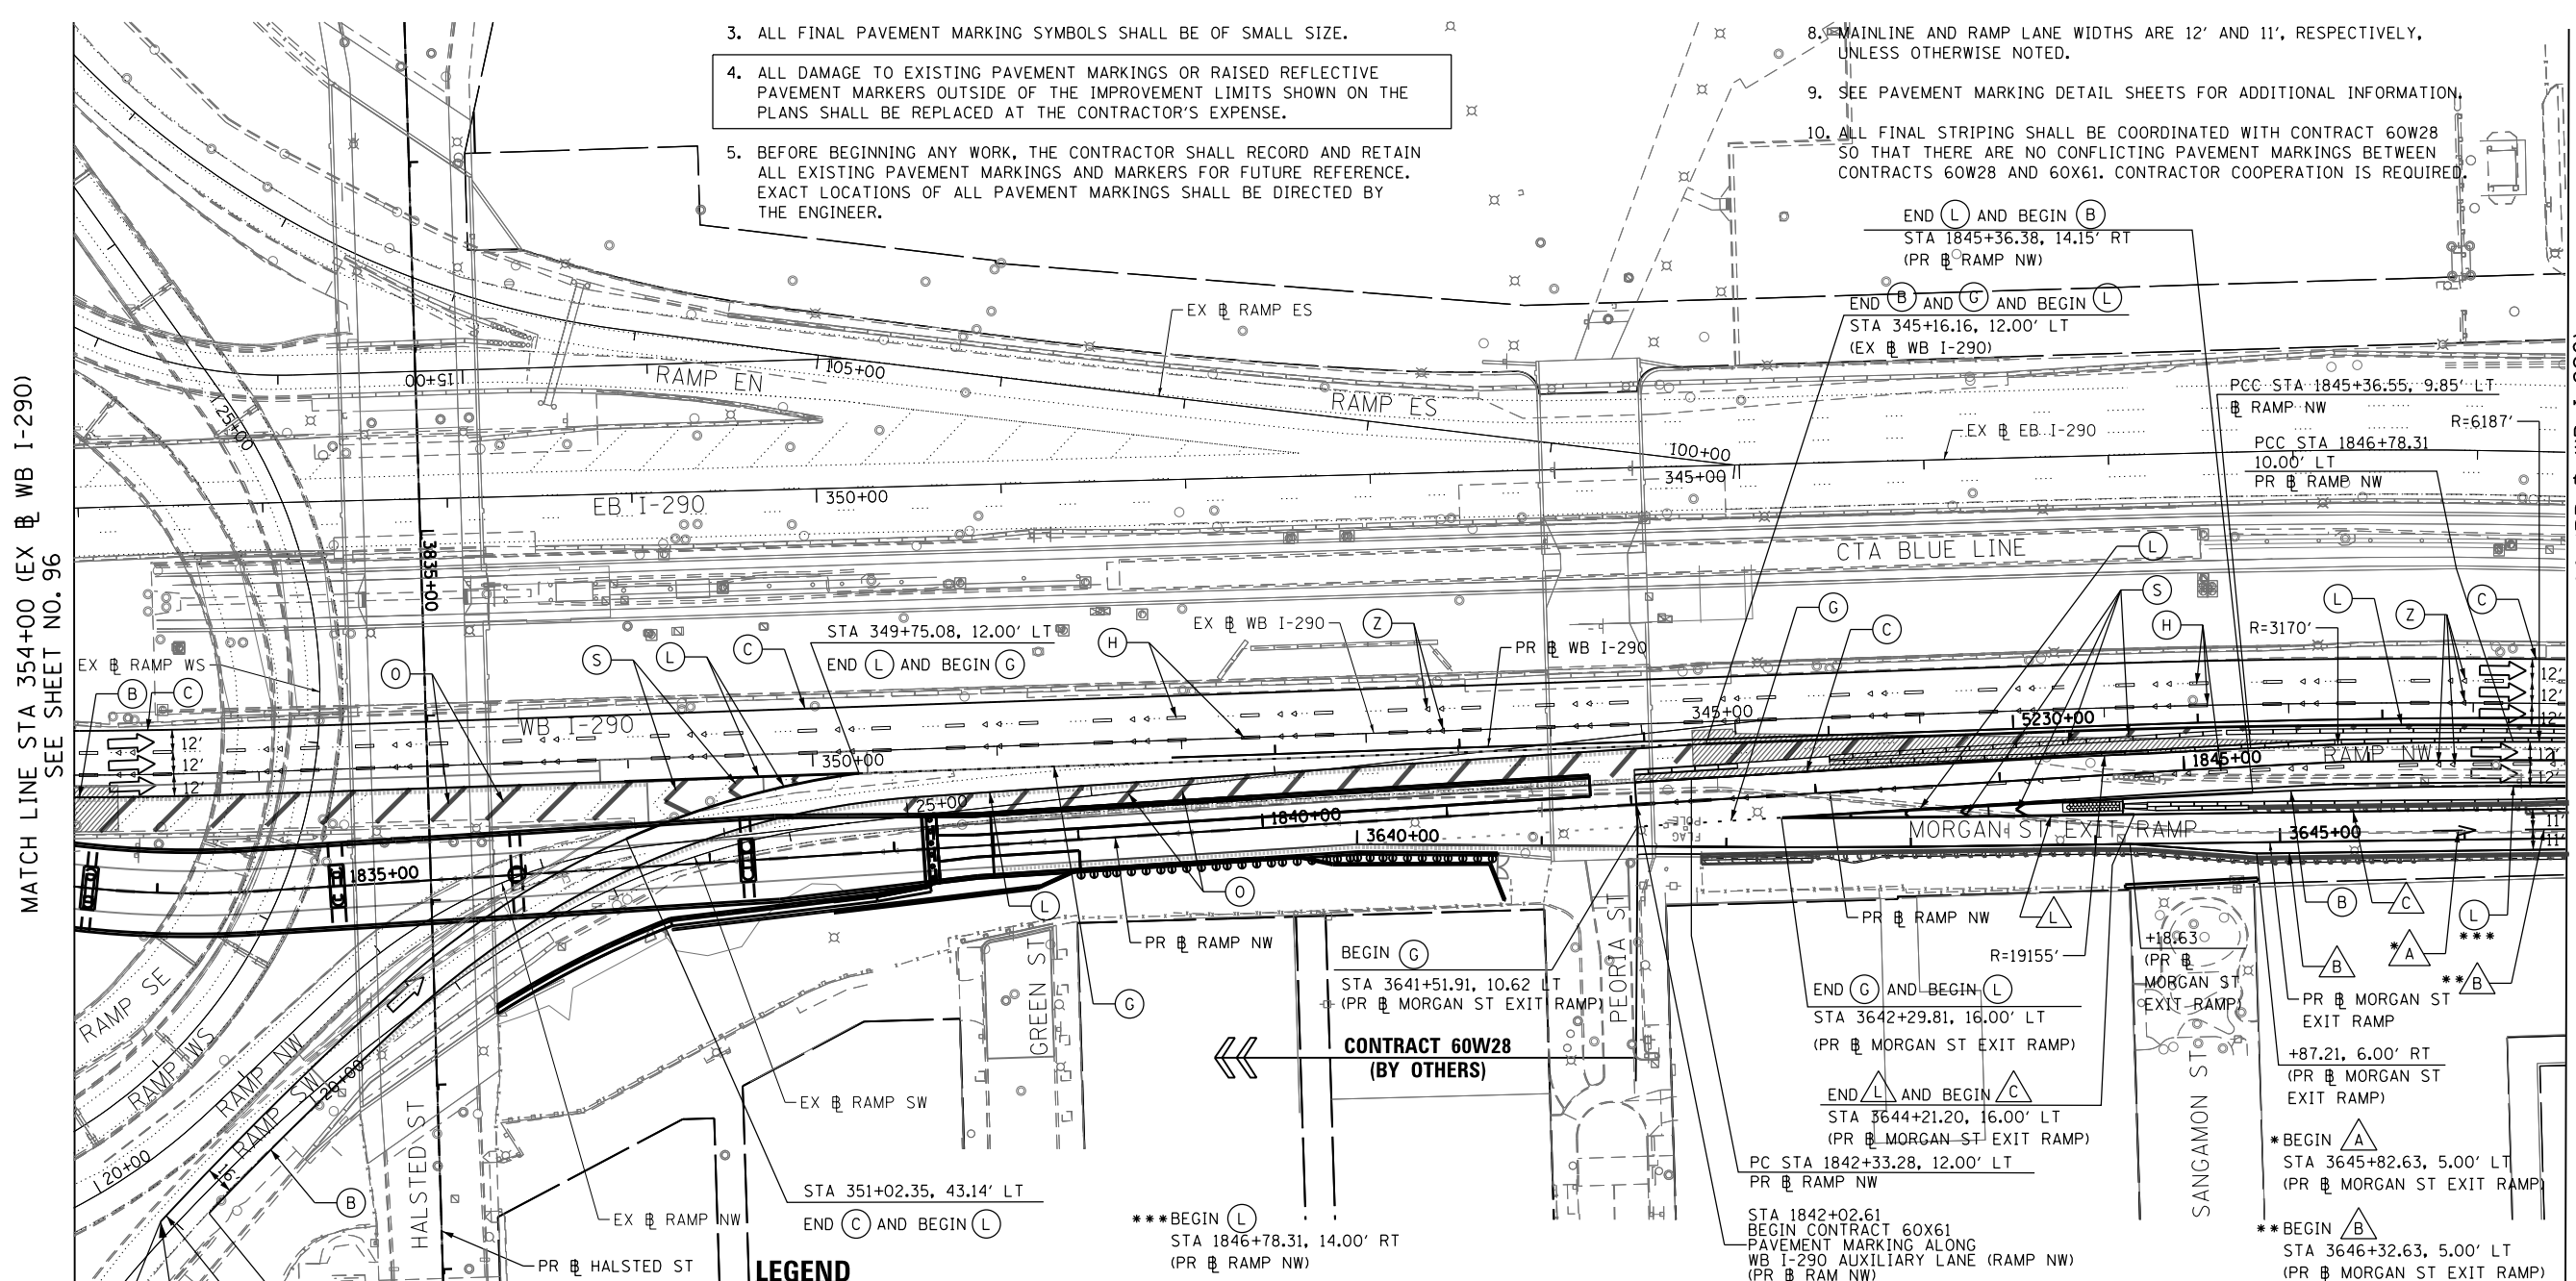 3. ALL FINAL PAVEMENT MARKING SYMBOLS SHALL BE OF SMALL SIZE.
4. ALL DAMAGE TO EXISTING PAVEMENT MARKINGS OR RAISED REFLECTIVE
PAVEMENT MARKERS OUTSIDE OF THE IMPROVEMENT LIMITS SHOWN ON THE
PLANS SHALL BE REPLACED AT THE CONTRACTOR'S EXPENSE.
5. BEFORE BEGINNING ANY WORK, THE CONTRACTOR SHALL RECORD AND RETAIN
ALL EXISTING PAVEMENT MARKINGS AND MARKERS FOR FUTURE REFERENCE.
EXACT LOCATIONS OF ALL PAVEMENT MARKINGS SHALL BE DIRECTED BY
THE ENGINEER.
8. MAINLINE AND RAMP LANE WIDTHS ARE 12' AND 11', RESPECTIVELY,
UNLESS OTHERWISE NOTED.
9. SEE PAVEMENT MARKING DETAIL SHEETS FOR ADDITIONAL INFORMATION.
10. ALL FINAL STRIPING SHALL BE COORDINATED WITH CONTRACT 60W28
SO THAT THERE ARE NO CONFLICTING PAVEMENT MARKINGS BETWEEN
CONTRACTS 60W28 AND 60X61. CONTRACTOR COOPERATION IS REQUIRED.
END L AND BEGIN B
STA 1845+36.38, 14.15' RT
(PR ⅊ RAMP NW)
END B AND G AND BEGIN L
STA 345+16.16, 12.00' LT
(EX ⅊ WB I-290)
PCC STA 1845+36.55, 9.85' LT
⅊ RAMP NW
R=6187'
PCC STA 1846+78.31
10.00' LT
PR ⅊ RAMP NW
MATCH LINE STA 354+00 (EX ⅊ WB I-290)
SEE SHEET NO. 96
EX ⅊ RAMP ES
15+00
RAMP EN
105+00
RAMP ES
25+00
EX ⅊ EB I-290
100+00
345+00
EB I-290
350+00
3835+00
CTA BLUE LINE
L
S
G
C
L
Z
C
H
R=3170'
STA 349+75.08, 12.00' LT
END L AND BEGIN G
H
EX ⅊ WB I-290
Z
PR ⅊ WB I-290
EX ⅊ RAMP WS
B
C
O
S
L
C
WB I-290
345+00
5230+00
350+00
1845+00
RAMP NW
12'
12'
12'
12'
12'
12'
12'
12'
25+00
1840+00
3640+00
FLAG
POLE
MORGAN ST EXIT RAMP
3645+00
11'
11'
1835+00
L
O
PR ⅊ RAMP NW
G
BEGIN G
STA 3641+51.91, 10.62 LT
(PR ⅊ MORGAN ST EXIT RAMP)
PR ⅊ RAMP NW
L
R=19155'
+18.63
(PR ⅊
MORGAN ST
EXIT RAMP)
B
C
L
***
*A
**B
B
PR ⅊ MORGAN ST
EXIT RAMP
RAMP SE
RAMP WS
RAMP NW
RAMP SW
20+00
20+00
16'
B
HALSTED ST
GREEN ST
PEORIA ST
SANGAMON ST
CONTRACT 60W28
(BY OTHERS)
END G AND BEGIN L
STA 3642+29.81, 16.00' LT
(PR ⅊ MORGAN ST EXIT RAMP)
END L AND BEGIN C
STA 3644+21.20, 16.00' LT
(PR ⅊ MORGAN ST EXIT RAMP)
+87.21, 6.00' RT
(PR ⅊ MORGAN ST
EXIT RAMP)
PC STA 1842+33.28, 12.00' LT
PR ⅊ RAMP NW
EX ⅊ RAMP SW
STA 351+02.35, 43.14' LT
END C AND BEGIN L
EX ⅊ RAMP NW
PR ⅊ HALSTED ST
LEGEND
***BEGIN L
STA 1846+78.31, 14.00' RT
(PR ⅊ RAMP NW)
STA 1842+02.61
BEGIN CONTRACT 60X61
PAVEMENT MARKING ALONG
WB I-290 AUXILIARY LANE (RAMP NW)
(PR ⅊ RAM NW)
*BEGIN A
STA 3645+82.63, 5.00' LT
(PR ⅊ MORGAN ST EXIT RAMP)
**BEGIN B
STA 3646+32.63, 5.00' LT
(PR ⅊ MORGAN ST EXIT RAMP)